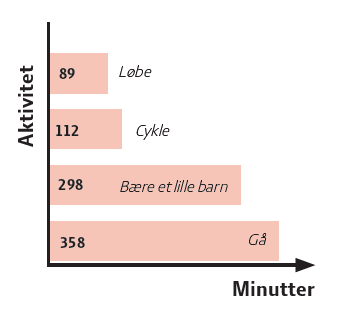 Aktivitet
89 Løbe
112 Cykle
298 Bære et lille barn
358 Gå
Minutter